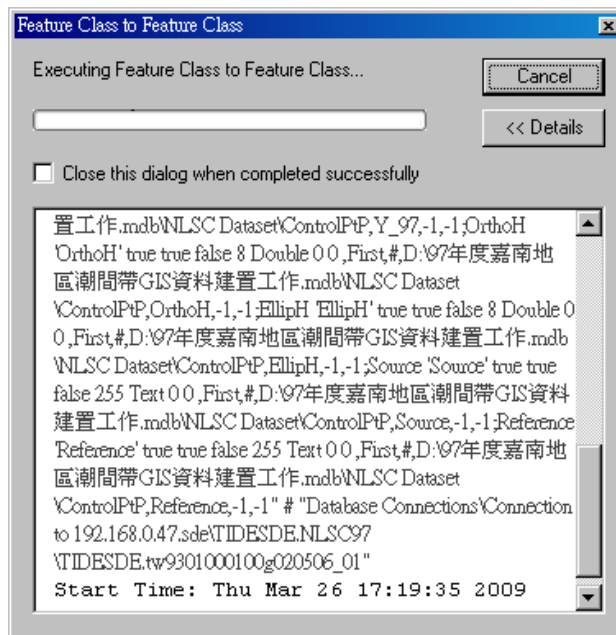 Feature Class to Feature Class
Executing Feature Class to Feature Class...
Cancel
<< Details
Close this dialog when completed successfully
置工作.mdb\NLSC Dataset\ControlPtP,Y_97,-1,-1;OrthoH
'OrthoH' true true false 8 Double 0 0 ,First,#,D:\97年度嘉南地
區潮間帶GIS資料建置工作.mdb\NLSC Dataset
\ControlPtP,OrthoH,-1,-1;EllipH 'EllipH' true true false 8 Double 0
0 ,First,#,D:\97年度嘉南地區潮間帶GIS資料建置工作.mdb
\NLSC Dataset\ControlPtP,EllipH,-1,-1;Source 'Source' true true
false 255 Text 0 0 ,First,#,D:\97年度嘉南地區潮間帶GIS資料
建置工作.mdb\NLSC Dataset\ControlPtP,Source,-1,-1;Reference
'Reference' true true false 255 Text 0 0 ,First,#,D:\97年度嘉南地
區潮間帶GIS資料建置工作.mdb\NLSC Dataset
\ControlPtP,Reference,-1,-1" # "Database Connections\Connection
to 192.168.0.47.sde\TIDESDE.NLSC97
\TIDESDE.tw9301000100g020506_01"
Start Time: Thu Mar 26 17:19:35 2009